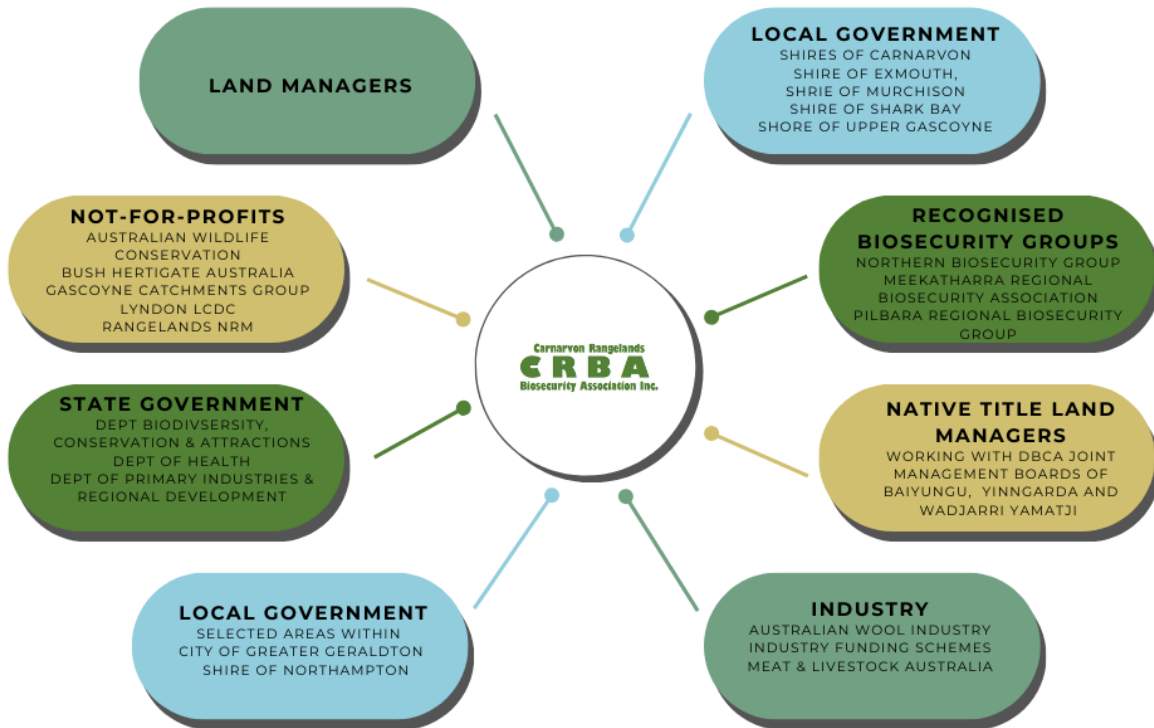 LAND MANAGERS
LOCAL GOVERNMENT
SHIRES OF CARNARVON
SHIRE OF EXMOUTH,
SHRIE OF MURCHISON
SHIRE OF SHARK BAY
SHORE OF UPPER GASCOYNE
NOT-FOR-PROFITS
AUSTRALIAN WILDLIFE
CONSERVATION
BUSH HERTIGATE AUSTRALIA
GASCOYNE CATCHMENTS GROUP
LYNDON LCDC
RANGELANDS NRM
RECOGNISED
BIOSECURITY GROUPS
NORTHERN BIOSECURITY GROUP
MEEKATHARRA REGIONAL
BIOSECURITY ASSOCIATION
PILBARA REGIONAL BIOSECURITY
GROUP
Carnarvon Rangelands
CRBA
Biosecurity Association Inc.
STATE GOVERNMENT
DEPT BIODIVSERSITY,
CONSERVATION & ATTRACTIONS
DEPT OF HEALTH
DEPT OF PRIMARY INDUSTRIES &
REGIONAL DEVELOPMENT
NATIVE TITLE LAND
MANAGERS
WORKING WITH DBCA JOINT
MANAGEMENT BOARDS OF
BAIYUNGU, YINNGARDA AND
WADJARRI YAMATJI
LOCAL GOVERNMENT
SELECTED AREAS WITHIN
CITY OF GREATER GERALDTON
SHIRE OF NORTHAMPTON
INDUSTRY
AUSTRALIAN WOOL INDUSTRY
INDUSTRY FUNDING SCHEMES
MEAT & LIVESTOCK AUSTRALIA